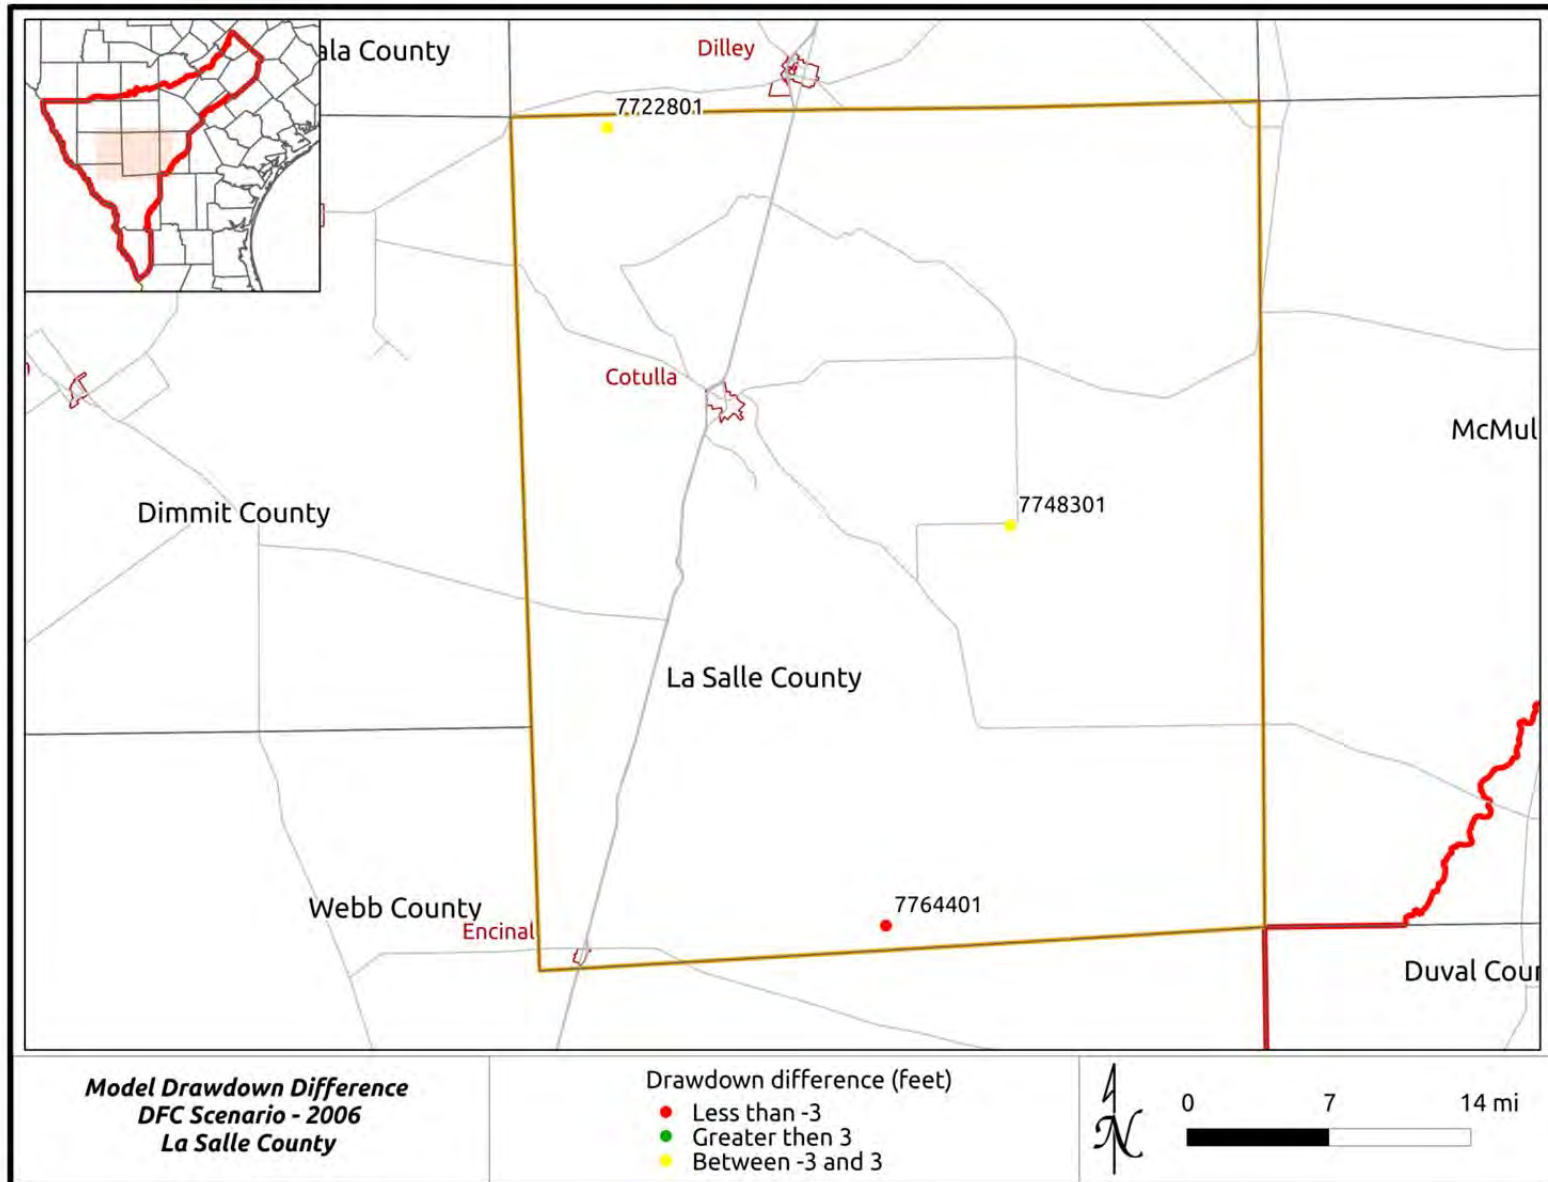 ala County
Dilley
7722801
Cotulla
McMul
7748301
Dimmit County
La Salle County
7764401
Webb County
Encinal
Duval Coun
Model Drawdown Difference
DFC Scenario - 2006
La Salle County
Drawdown difference (feet)
Less than -3
Greater then 3
Between -3 and 3
N
0 7 14 mi